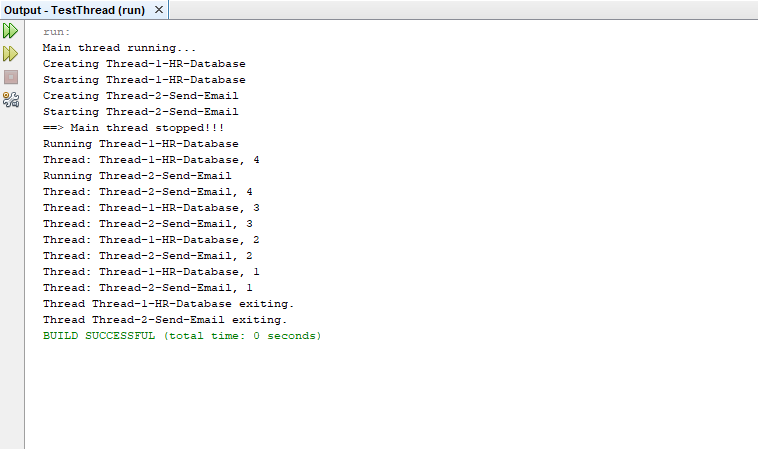 Output - TestThread (run)
run:
Main thread running...
Creating Thread-1-HR-Database
Starting Thread-1-HR-Database
Creating Thread-2-Send-Email
Starting Thread-2-Send-Email
==> Main thread stopped!!!
Running Thread-1-HR-Database
Thread: Thread-1-HR-Database, 4
Running Thread-2-Send-Email
Thread: Thread-2-Send-Email, 4
Thread: Thread-1-HR-Database, 3
Thread: Thread-2-Send-Email, 3
Thread: Thread-1-HR-Database, 2
Thread: Thread-2-Send-Email, 2
Thread: Thread-1-HR-Database, 1
Thread: Thread-2-Send-Email, 1
Thread Thread-1-HR-Database exiting.
Thread Thread-2-Send-Email exiting.
BUILD SUCCESSFUL (total time: 0 seconds)